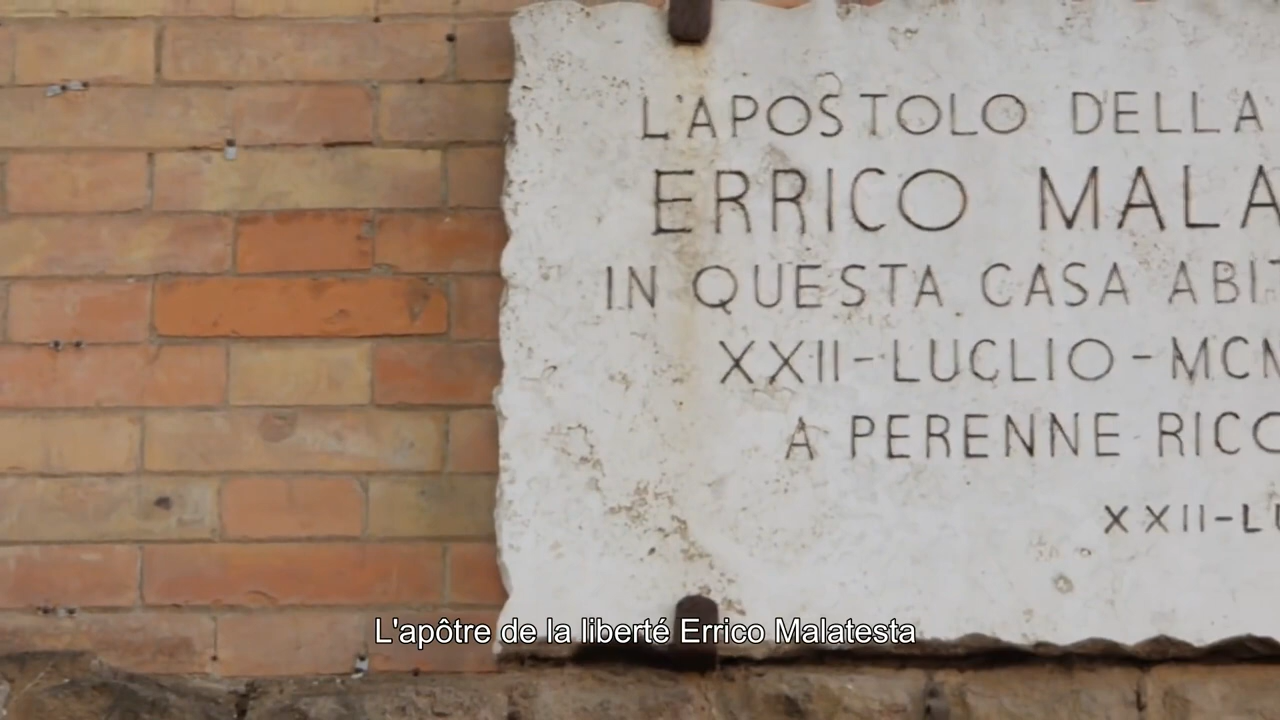 L'APOSTOLO DELLA
ERRICO MALA
IN QUESTA CASA ABIT
XXII-LUGLIO-MCM
A PERENNE RICO
XXII-LU
L'apôtre de la liberté Errico Malatesta